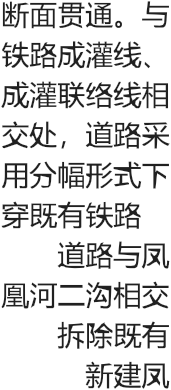 断面贯通。与
铁路成灌线、
成灌联络线相
交处，道路采
用分幅形式下
穿既有铁路
道路与凤
凰河二沟相交
拆除既有
新建凤